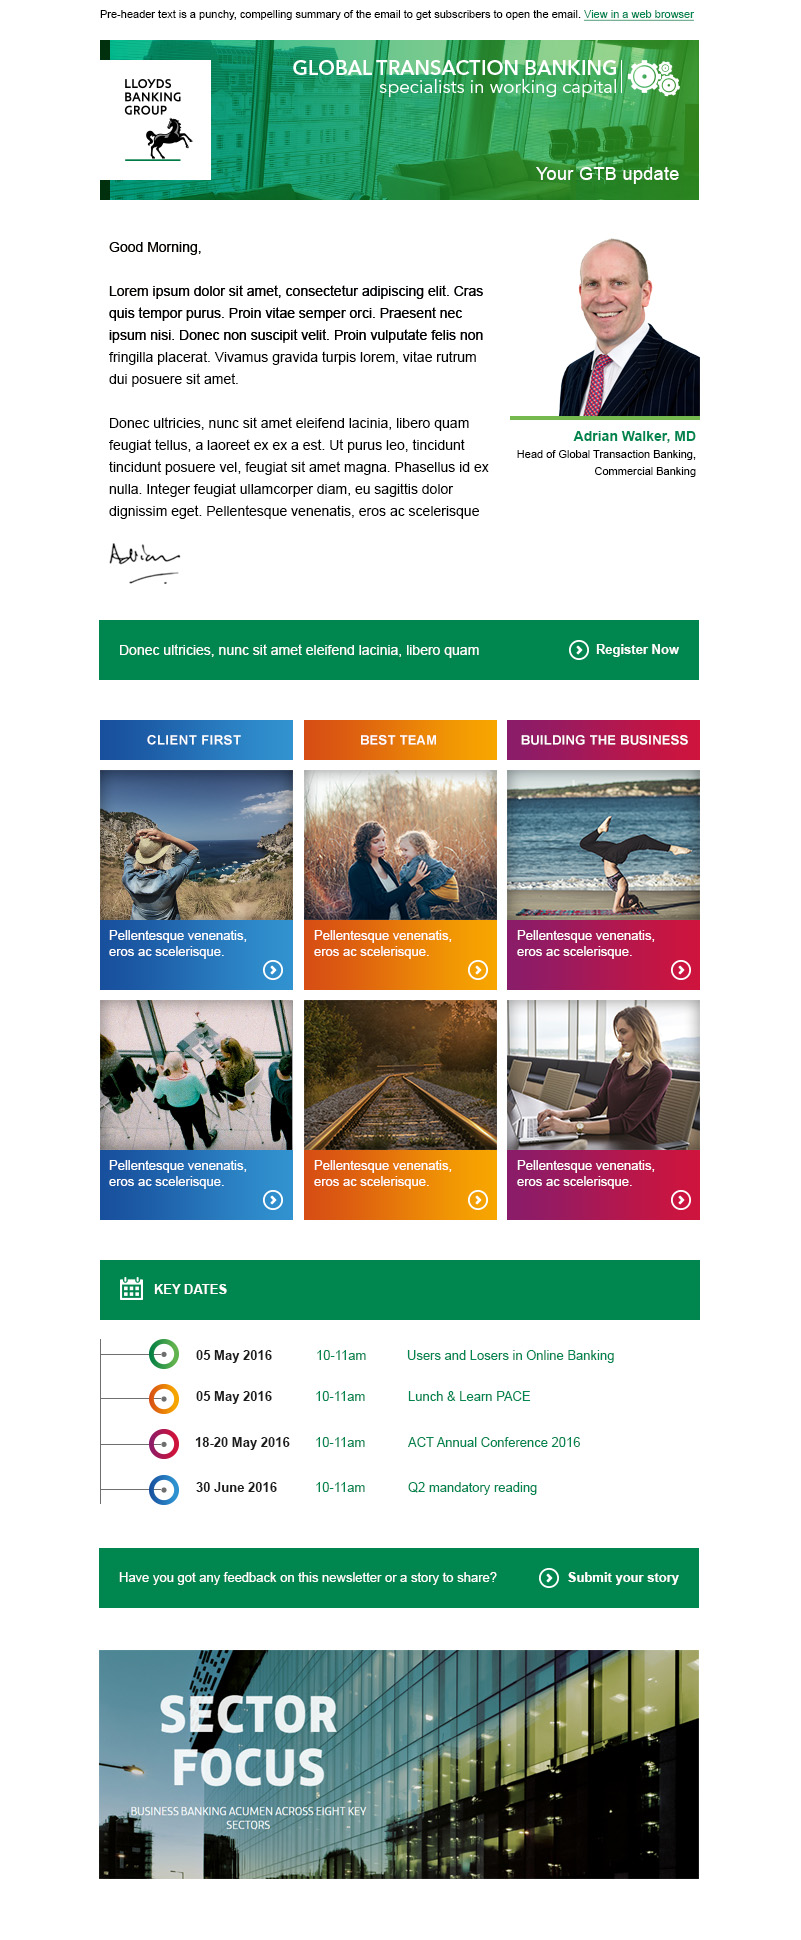 Pre-header text is a punchy, compelling summary of the email to get subscribers to open the email. View in a web browser
LLOYDS
BANKING
GROUP
GLOBAL TRANSACTION BANKING
specialists in working capital
Your GTB update
Good Morning,
Lorem ipsum dolor sit amet, consectetur adipiscing elit. Cras
quis tempor purus. Proin vitae semper orci. Praesent nec
ipsum nisi. Donec non suscipit velit. Proin vulputate felis non
fringilla placerat. Vivamus gravida turpis lorem, vitae rutrum
dui posuere sit amet.
Donec ultricies, nunc sit amet eleifend lacinia, libero quam
feugiat tellus, a laoreet ex ex a est. Ut purus leo, tincidunt
tincidunt posuere vel, feugiat sit amet magna. Phasellus id ex
nulla. Integer feugiat ullamcorper diam, eu sagittis dolor
dignissim eget. Pellentesque venenatis, eros ac scelerisque
Adrian
Adrian Walker, MD
Head of Global Transaction Banking,
Commercial Banking
Donec ultricies, nunc sit amet eleifend lacinia, libero quam
Register Now
CLIENT FIRST
BEST TEAM
BUILDING THE BUSINESS
Pellentesque venenatis,
eros ac scelerisque.
Pellentesque venenatis,
eros ac scelerisque.
Pellentesque venenatis,
eros ac scelerisque.
Pellentesque venenatis,
eros ac scelerisque.
Pellentesque venenatis,
eros ac scelerisque.
Pellentesque venenatis,
eros ac scelerisque.
KEY DATES
05 May 2016 10-11am Users and Losers in Online Banking
05 May 2016 10-11am Lunch & Learn PACE
18-20 May 2016 10-11am ACT Annual Conference 2016
30 June 2016 10-11am Q2 mandatory reading
Have you got any feedback on this newsletter or a story to share?
Submit your story
SECTOR
FOCUS
BUSINESS BANKING ACUMEN ACROSS EIGHT KEY
SECTORS